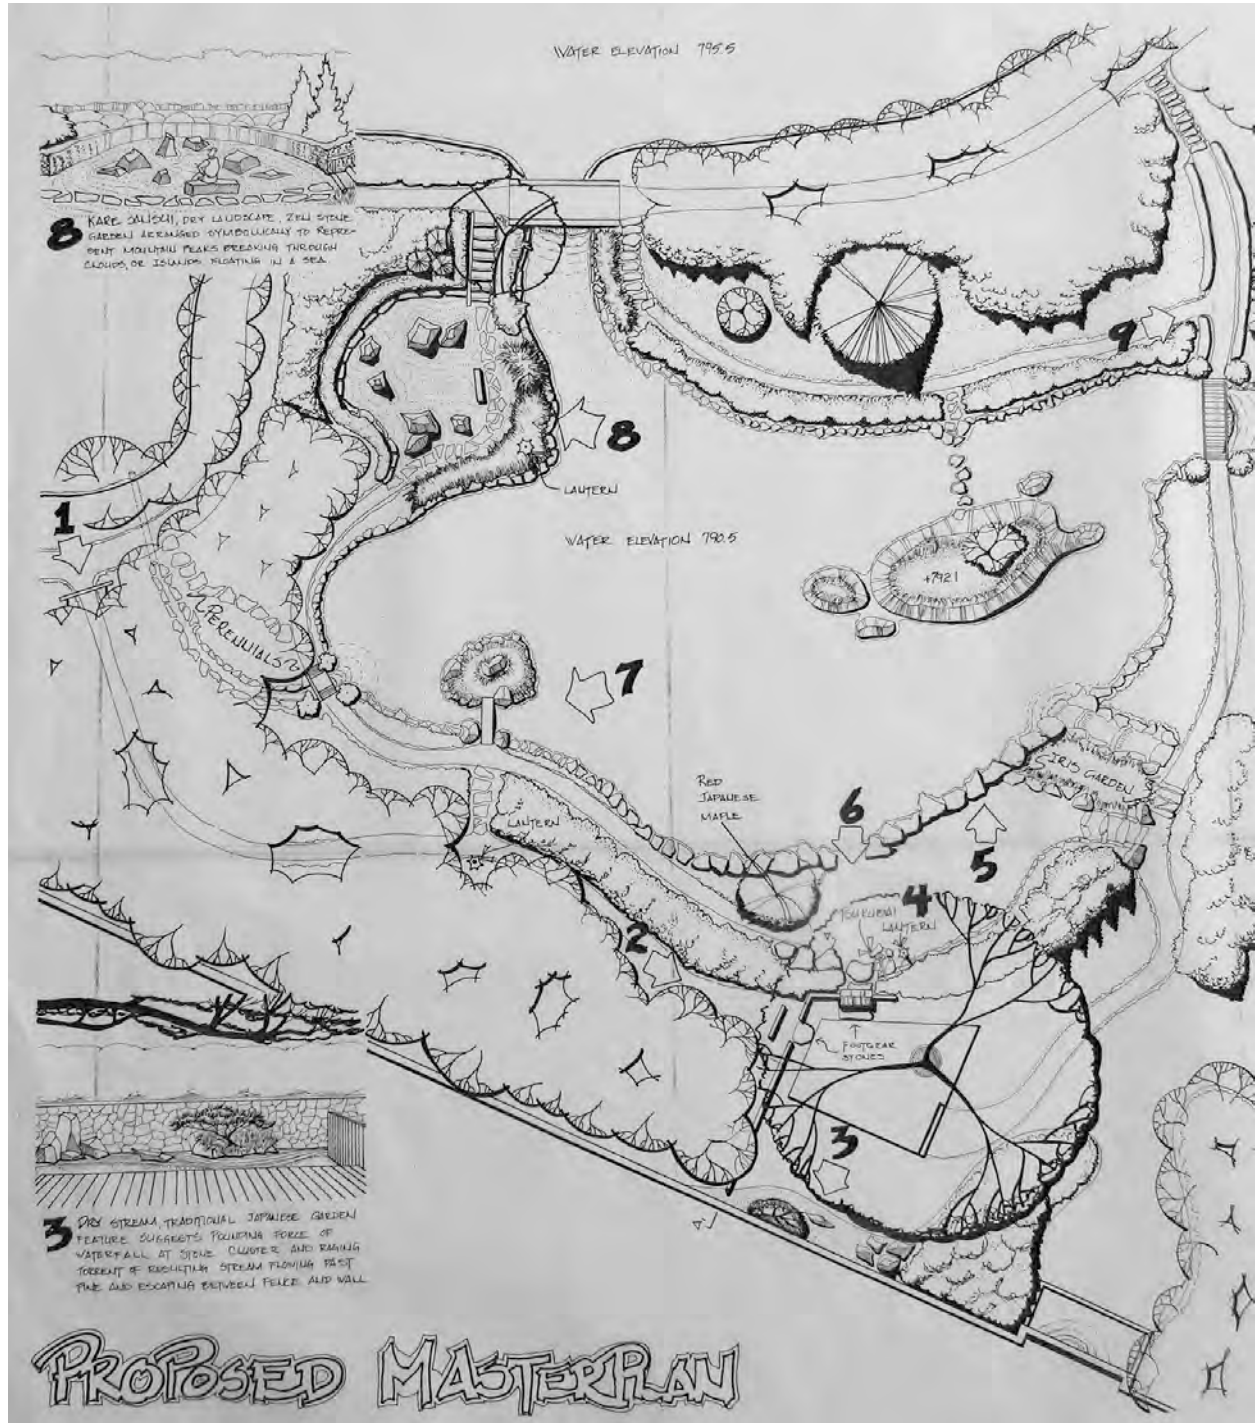 WATER ELEVATION 795.5
8 KARE SANSUI, DRY LANDSCAPE, ZEN STONE
GARDEN ARRANGED SYMBOLICALLY TO REPRE-
SENT MOUNTAIN PEAKS BREAKING THROUGH
CLOUDS, OR ISLANDS FLOATING IN A SEA.
9
8
LANTERN
1
WATER ELEVATION 790.5
+792.1
PERENNIALS
7
IRIS GARDEN
RED
JAPANESE
MAPLE
6
LANTERN
5
4
TSUKUBAI
LANTERN
2
FOOTGEAR
STONES
3
3 DRY STREAM, TRADITIONAL JAPANESE GARDEN
FEATURE SUGGESTS POUNDING FORCE OF
WATERFALL AT STONE CLUSTER AND RAGING
TORRENT OF RESULTING STREAM FLOWING PAST
PINE AND ESCAPING BETWEEN FENCE AND WALL
PROPOSED MASTERPLAN